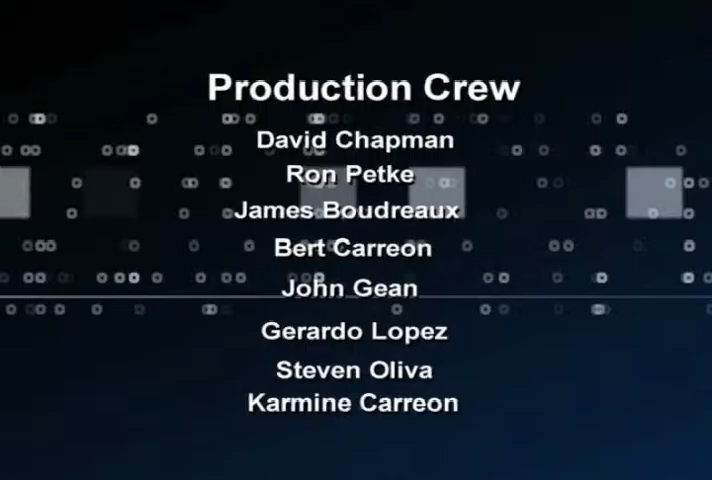 Production Crew
David Chapman
Ron Petke
James Boudreaux
Bert Carreon
John Gean
Gerardo Lopez
Steven Oliva
Karmine Carreon